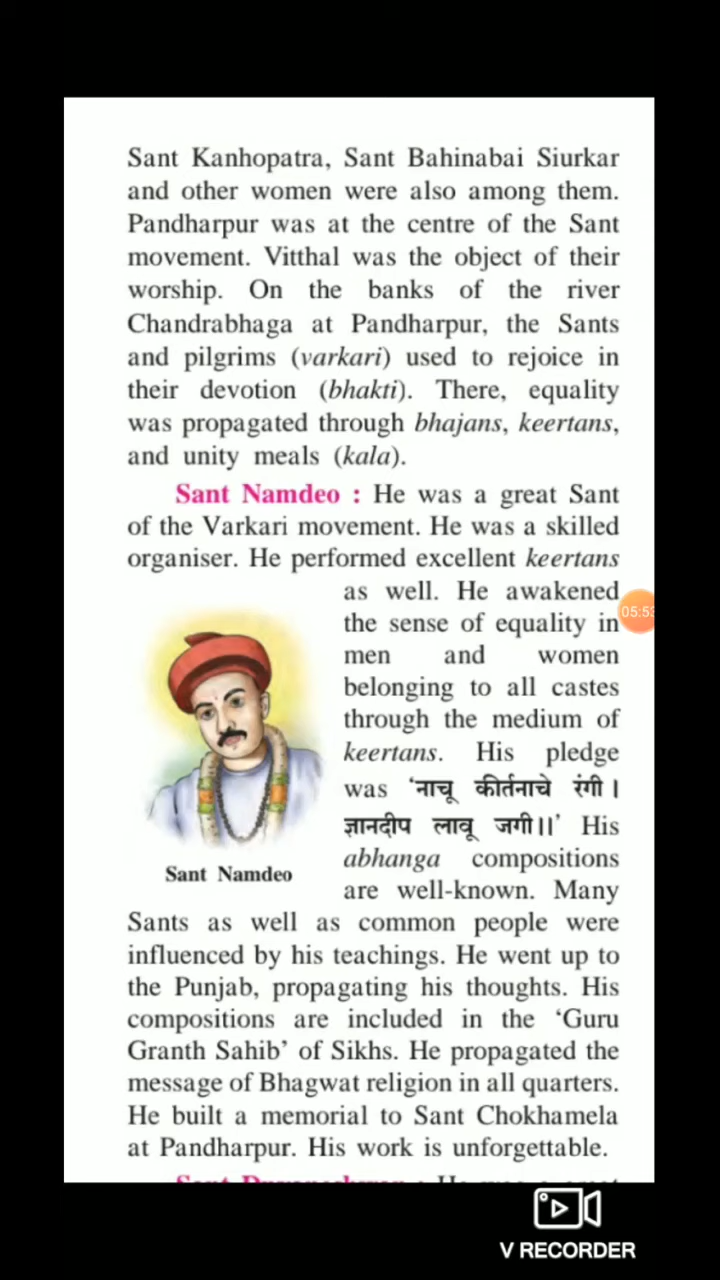 Sant Kanhopatra, Sant Bahinabai Siurkar
and other women were also among them.
Pandharpur was at the centre of the Sant
movement. Vitthal was the object of their
worship. On the banks of the river
Chandrabhaga at Pandharpur, the Sants
and pilgrims (varkari) used to rejoice in
their devotion (bhakti). There, equality
was propagated through bhajans, keertans,
and unity meals (kala).
Sant Namdeo : He was a great Sant
of the Varkari movement. He was a skilled
organiser. He performed excellent keertans
as well. He awakened
the sense of equality in
men and women
belonging to all castes
through the medium of
keertans. His pledge
was ‘नाचू कीर्तनाचे रंगी।
ज्ञानदीप लावू जगी।।’ His
abhanga compositions
are well-known. Many
Sant Namdeo
Sants as well as common people were
influenced by his teachings. He went up to
the Punjab, propagating his thoughts. His
compositions are included in the ‘Guru
Granth Sahib’ of Sikhs. He propagated the
message of Bhagwat religion in all quarters.
He built a memorial to Sant Chokhamela
at Pandharpur. His work is unforgettable.
05:53
V RECORDER